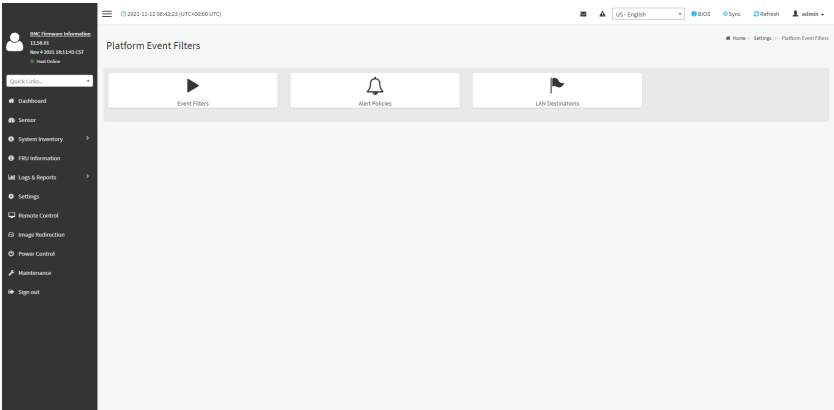 BMC Firmware Information
13.58.01
Nov 4 2021 18:11:43 CST
Host Online
Quick Links...
Dashboard
Sensor
System Inventory
FRU Information
Logs & Reports
Settings
Remote Control
Image Redirection
Power Control
Maintenance
Sign out
2021-11-12 08:43:23 (UTC+00:00 UTC)
US - English
BIOS
Sync
Refresh
admin
Platform Event Filters
Home > Settings > Platform Event Filters
Event Filters
Alert Policies
LAN Destinations